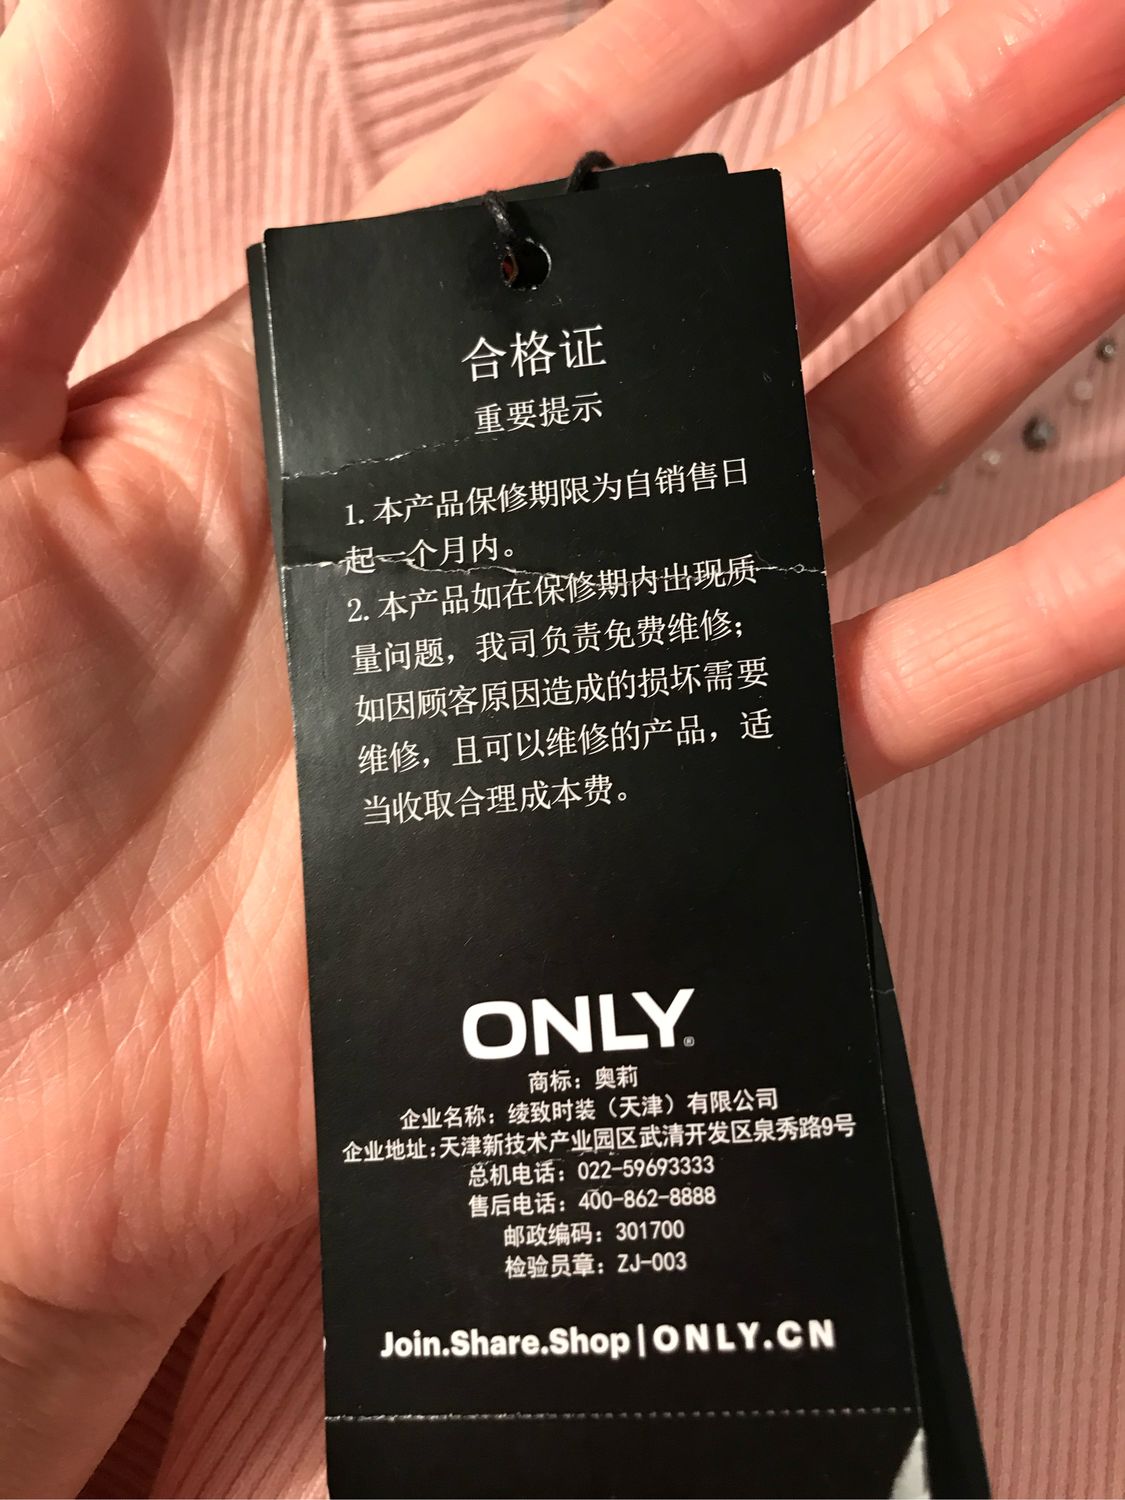 合格证
重要提示
1. 本产品保修期限为自销售日
起一个月内。
2. 本产品如在保修期内出现质
量问题，我司负责免费维修；
如因顾客原因造成的损坏需要
维修，且可以维修的产品，适
当收取合理成本费。
ONLY®
商标：奥莉
企业名称：绫致时装（天津）有限公司
企业地址:天津新技术产业园区武清开发区泉秀路9号
总机电话：022-59693333
售后电话：400-862-8888
邮政编码：301700
检验员章：ZJ-003
Join.Share.Shop|ONLY.CN